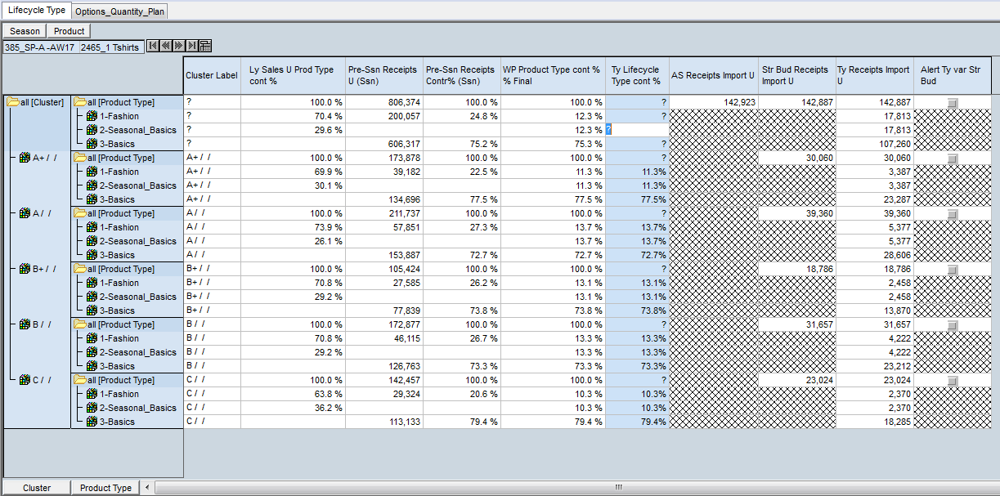 Lifecycle Type Options_Quantity_Plan
Season Product
385_SP-A -AW17 2465_1 Tshirts
Cluster Label Ly Sales U Prod Type cont % Pre-Ssn Receipts U (Ssn) Pre-Ssn Receipts Contr% (Ssn) WP Product Type cont % % Final Ty Lifecycle Type cont % AS Receipts Import U Str Bud Receipts Import U Ty Receipts Import U Alert Ty var Str Bud
all [Cluster] all [Product Type] ? 100.0 % 806,374 100.0 % 100.0 % ? 142,923 142,887 142,887
1-Fashion ? 70.4 % 200,057 24.8 % 12.3 % ? 17,813
2-Seasonal_Basics ? 29.6 % 12.3 % ? 17,813
3-Basics ? 606,317 75.2 % 75.3 % ? 107,260
A+ / / all [Product Type] A+ / / 100.0 % 173,878 100.0 % 100.0 % ? 30,060 30,060
1-Fashion A+ / / 69.9 % 39,182 22.5 % 11.3 % 11.3% 3,387
2-Seasonal_Basics A+ / / 30.1 % 11.3 % 11.3% 3,387
3-Basics A+ / / 134,696 77.5 % 77.5 % 77.5% 23,287
A / / all [Product Type] A / / 100.0 % 211,737 100.0 % 100.0 % ? 39,360 39,360
1-Fashion A / / 73.9 % 57,851 27.3 % 13.7 % 13.7% 5,377
2-Seasonal_Basics A / / 26.1 % 13.7 % 13.7% 5,377
3-Basics A / / 153,887 72.7 % 72.7 % 72.7% 28,606
B+ / / all [Product Type] B+ / / 100.0 % 105,424 100.0 % 100.0 % ? 18,786 18,786
1-Fashion B+ / / 70.8 % 27,585 26.2 % 13.1 % 13.1% 2,458
2-Seasonal_Basics B+ / / 29.2 % 13.1 % 13.1% 2,458
3-Basics B+ / / 77,839 73.8 % 73.8 % 73.8% 13,870
B / / all [Product Type] B / / 100.0 % 172,877 100.0 % 100.0 % ? 31,657 31,657
1-Fashion B / / 70.8 % 46,115 26.7 % 13.3 % 13.3% 4,222
2-Seasonal_Basics B / / 29.2 % 13.3 % 13.3% 4,222
3-Basics B / / 126,763 73.3 % 73.3 % 73.3% 23,212
C / / all [Product Type] C / / 100.0 % 142,457 100.0 % 100.0 % ? 23,024 23,024
1-Fashion C / / 63.8 % 29,324 20.6 % 10.3 % 10.3% 2,370
2-Seasonal_Basics C / / 36.2 % 10.3 % 10.3% 2,370
3-Basics C / / 113,133 79.4 % 79.4 % 79.4% 18,285
Cluster Product Type